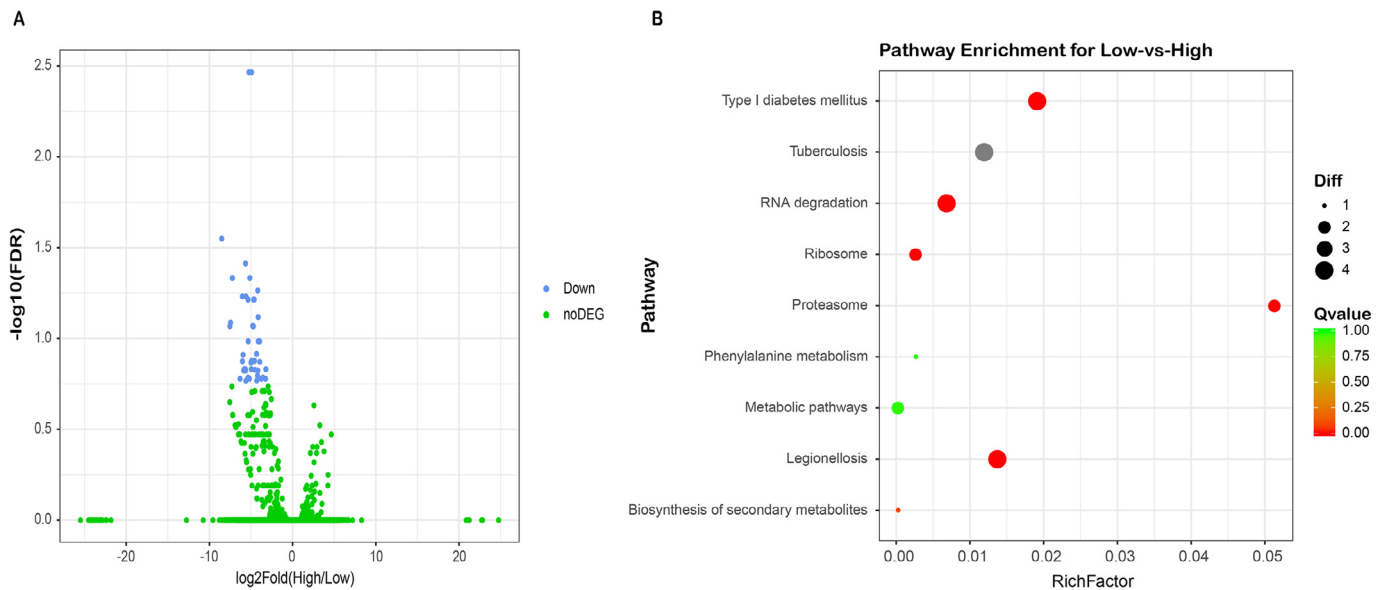 A
2.5
2.0
1.5
1.0
0.5
0.0
-log10(FDR)
-20
-10
0
10
20
log2Fold(High/Low)
Down
noDEG
B
Pathway Enrichment for Low-vs-High
Pathway
Type I diabetes mellitus
Tuberculosis
RNA degradation
Ribosome
Proteasome
Phenylalanine metabolism
Metabolic pathways
Legionellosis
Biosynthesis of secondary metabolites
0.00
0.01
0.02
0.03
0.04
0.05
RichFactor
Diff
1
2
3
4
Qvalue
1.00
0.75
0.50
0.25
0.00